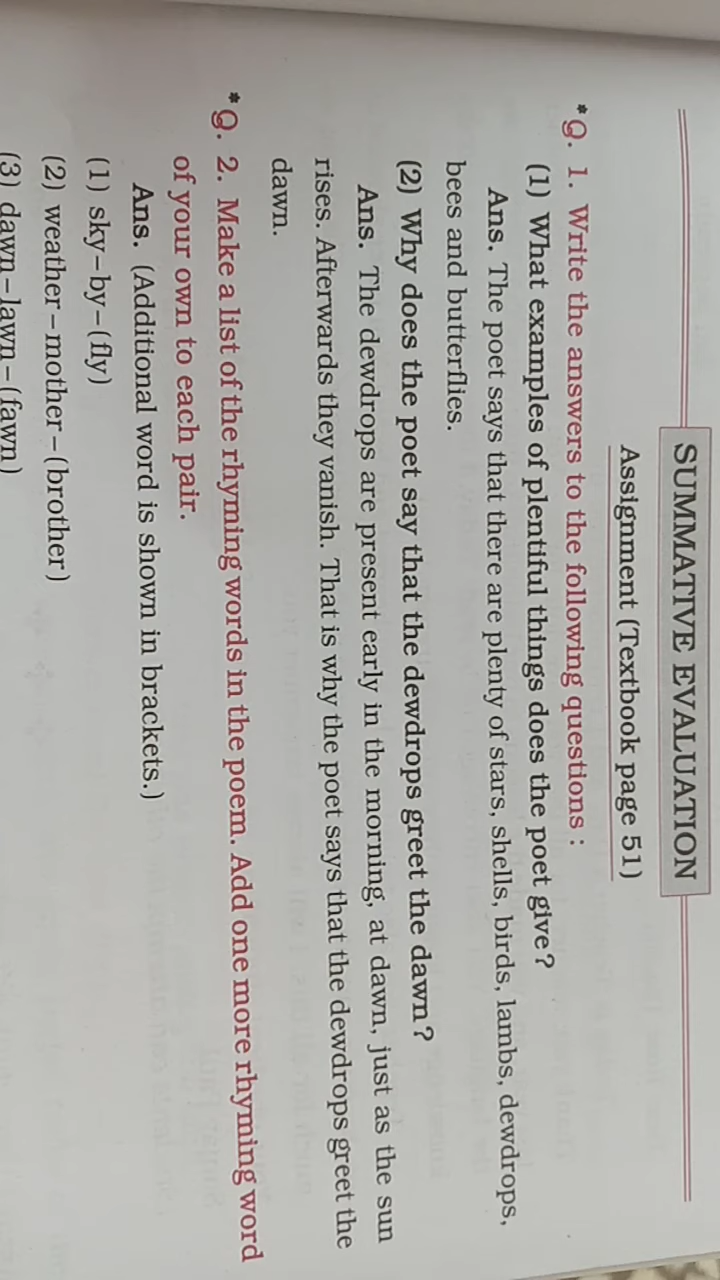 SUMMATIVE EVALUATION
Assignment (Textbook page 51)
*Q. 1. Write the answers to the following questions :
(1) What examples of plentiful things does the poet give?
Ans. The poet says that there are plenty of stars, shells, birds, lambs, dewdrops,
bees and butterflies.
(2) Why does the poet say that the dewdrops greet the dawn?
Ans. The dewdrops are present early in the morning, at dawn, just as the sun
rises. Afterwards they vanish. That is why the poet says that the dewdrops greet the
dawn.
*Q. 2. Make a list of the rhyming words in the poem. Add one more rhyming word
of your own to each pair.
Ans. (Additional word is shown in brackets.)
(1) sky–by–(fly)
(2) weather–mother–(brother)
(3) dawn–lawn–(fawn)